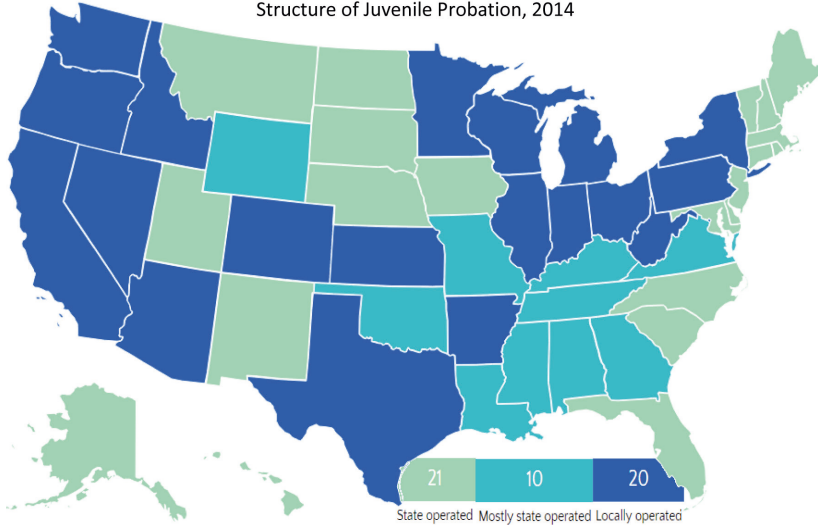 Structure of Juvenile Probation, 2014
21 10 20
State operated Mostly state operated Locally operated